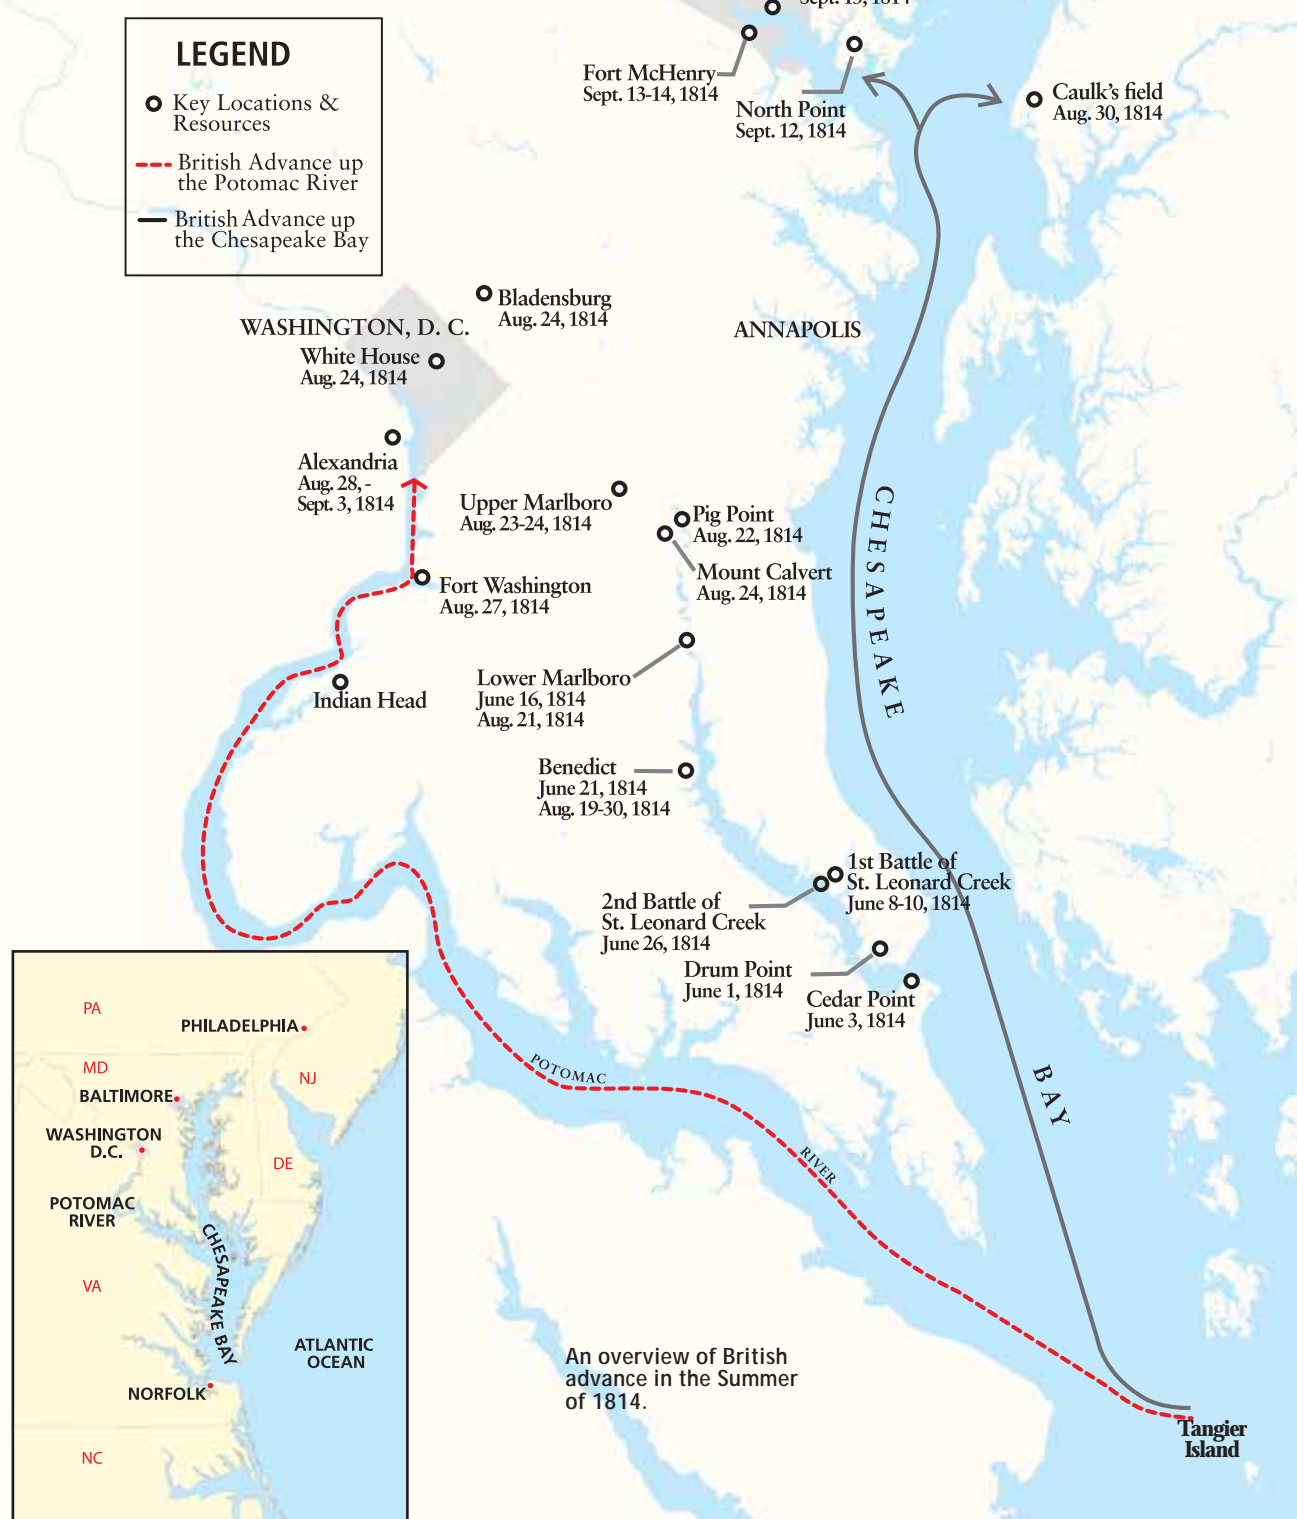 Sept. 13, 1814
LEGEND
Key Locations &
Resources
British Advance up
the Potomac River
British Advance up
the Chesapeake Bay
Fort McHenry
Sept. 13-14, 1814
North Point
Sept. 12, 1814
Caulk's field
Aug. 30, 1814
Bladensburg
Aug. 24, 1814
WASHINGTON, D. C.
White House
Aug. 24, 1814
ANNAPOLIS
Alexandria
Aug. 28, -
Sept. 3, 1814
Upper Marlboro
Aug. 23-24, 1814
Pig Point
Aug. 22, 1814
Mount Calvert
Aug. 24, 1814
Fort Washington
Aug. 27, 1814
CHESAPEAKE
Lower Marlboro
June 16, 1814
Aug. 21, 1814
Indian Head
Benedict
June 21, 1814
Aug. 19-30, 1814
1st Battle of
St. Leonard Creek
June 8-10, 1814
2nd Battle of
St. Leonard Creek
June 26, 1814
Drum Point
June 1, 1814
Cedar Point
June 3, 1814
POTOMAC
BAY
RIVER
PA
PHILADELPHIA
MD
NJ
BALTIMORE
WASHINGTON
D.C.
DE
POTOMAC
RIVER
CHESAPEAKE BAY
VA
ATLANTIC
OCEAN
NORFOLK
NC
An overview of British
advance in the Summer
of 1814.
Tangier
Island